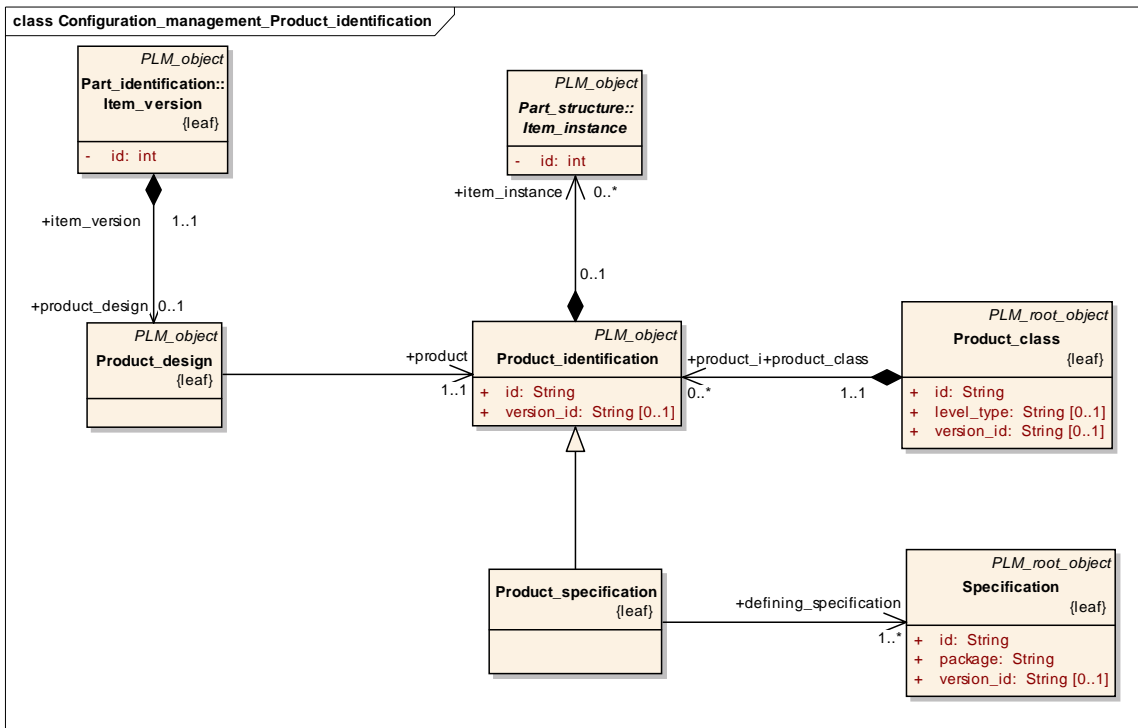 class Configuration_management_Product_identification
PLM_object
Part_identification::
Item_version
{leaf}
- id: int
PLM_object
Part_structure::
Item_instance
- id: int
+item_version 1..1
+item_instance 0..*
+product_design 0..1
0..1
PLM_object
Product_design
{leaf}
+product
1..1
PLM_object
Product_identification
+ id: String
+ version_id: String [0..1]
+product_i+product_class
0..* 1..1
PLM_root_object
Product_class
{leaf}
+ id: String
+ level_type: String [0..1]
+ version_id: String [0..1]
Product_specification
{leaf}
+defining_specification
1..*
PLM_root_object
Specification
{leaf}
+ id: String
+ package: String
+ version_id: String [0..1]